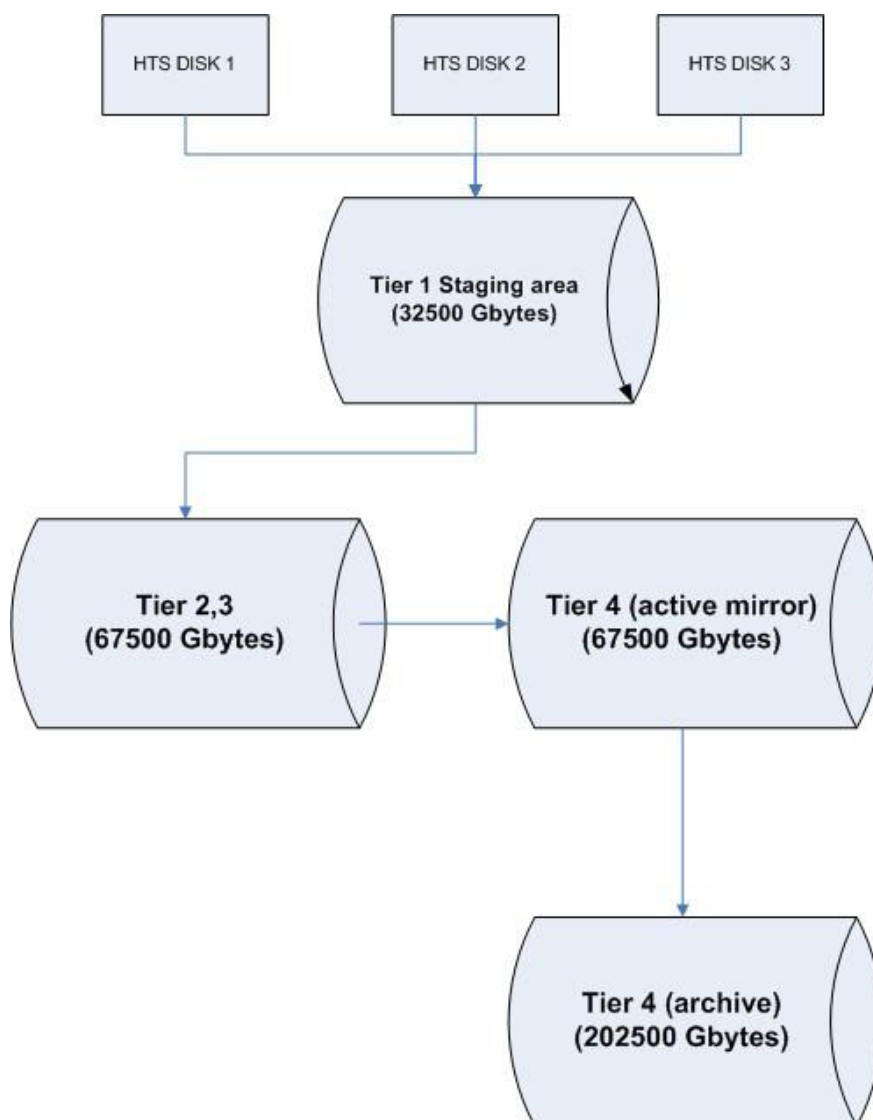 HTS DISK 1
HTS DISK 2
HTS DISK 3
Tier 1 Staging area
(32500 Gbytes)
Tier 2,3
(67500 Gbytes)
Tier 4 (active mirror)
(67500 Gbytes)
Tier 4 (archive)
(202500 Gbytes)